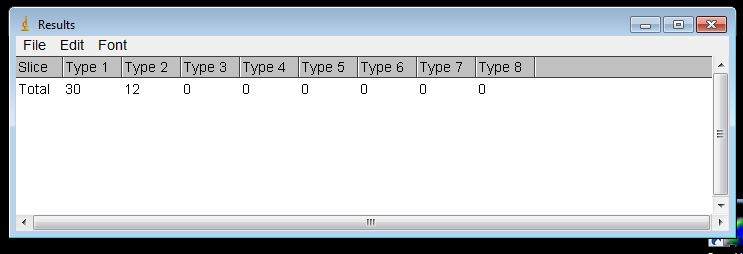 Results
File Edit Font
Slice Type 1 Type 2 Type 3 Type 4 Type 5 Type 6 Type 7 Type 8
Total 30 12 0 0 0 0 0 0